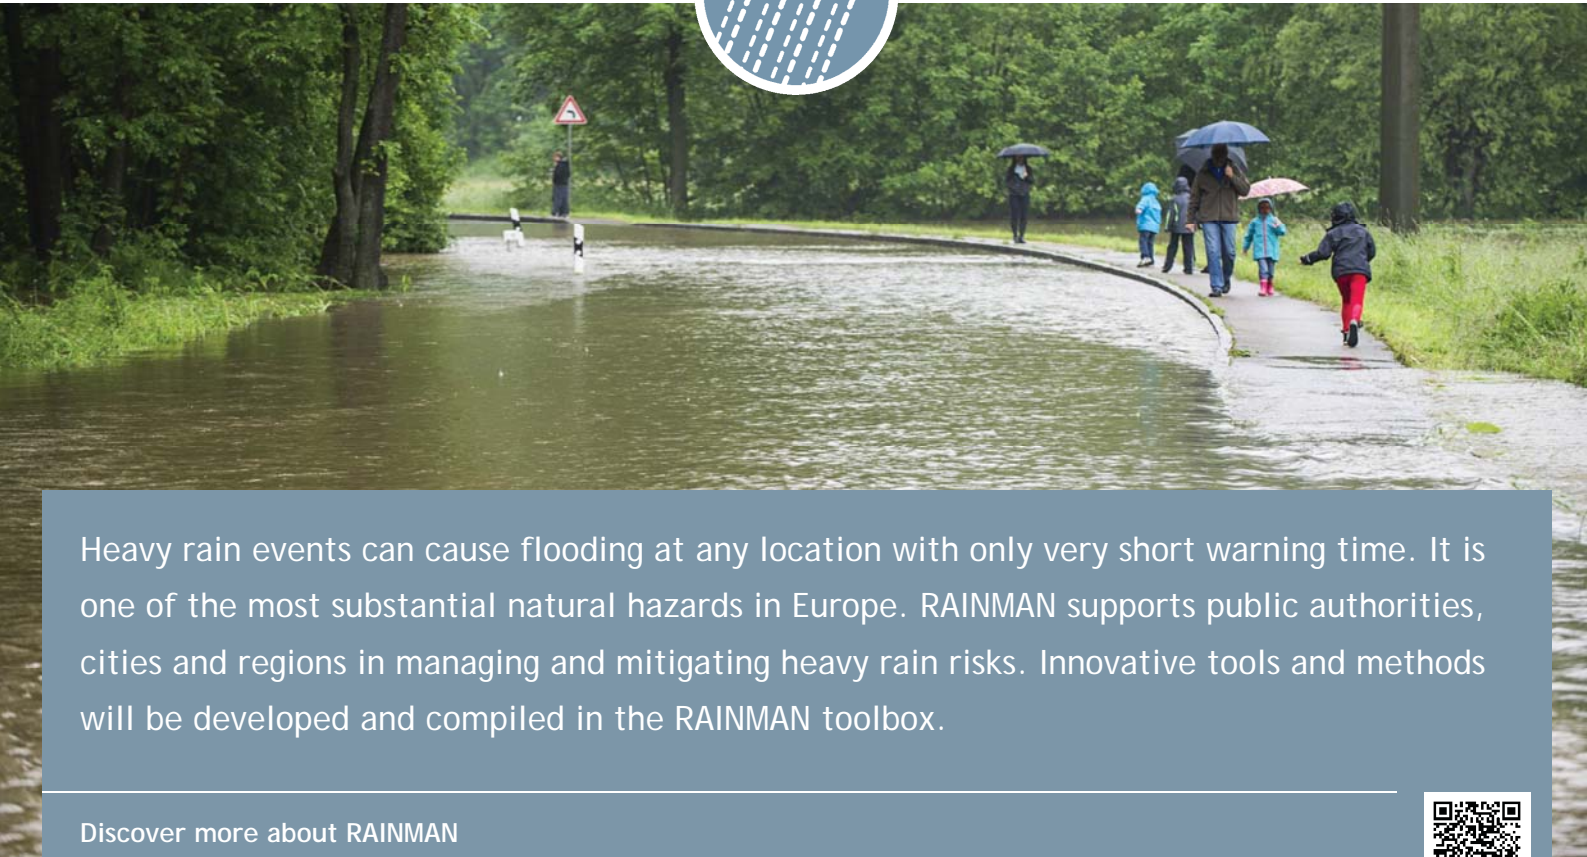 Heavy rain events can cause flooding at any location with only very short warning time. It is
one of the most substantial natural hazards in Europe. RAINMAN supports public authorities,
cities and regions in managing and mitigating heavy rain risks. Innovative tools and methods
will be developed and compiled in the RAINMAN toolbox.
Discover more about RAINMAN